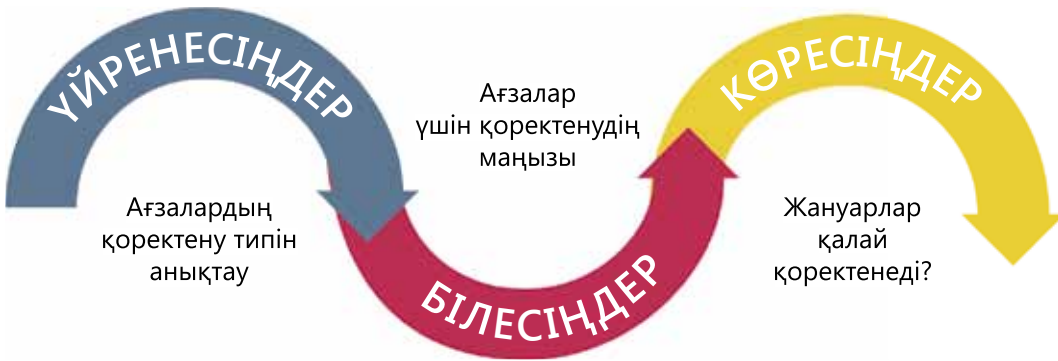 ҮЙРЕНЕСІҢДЕР
Ағзалардың
қоректену типін
анықтау
БІЛЕСІҢДЕР
Ағзалар
үшін қоректенудің
маңызы
КӨРЕСІҢДЕР
Жануарлар
қалай
қоректенеді?